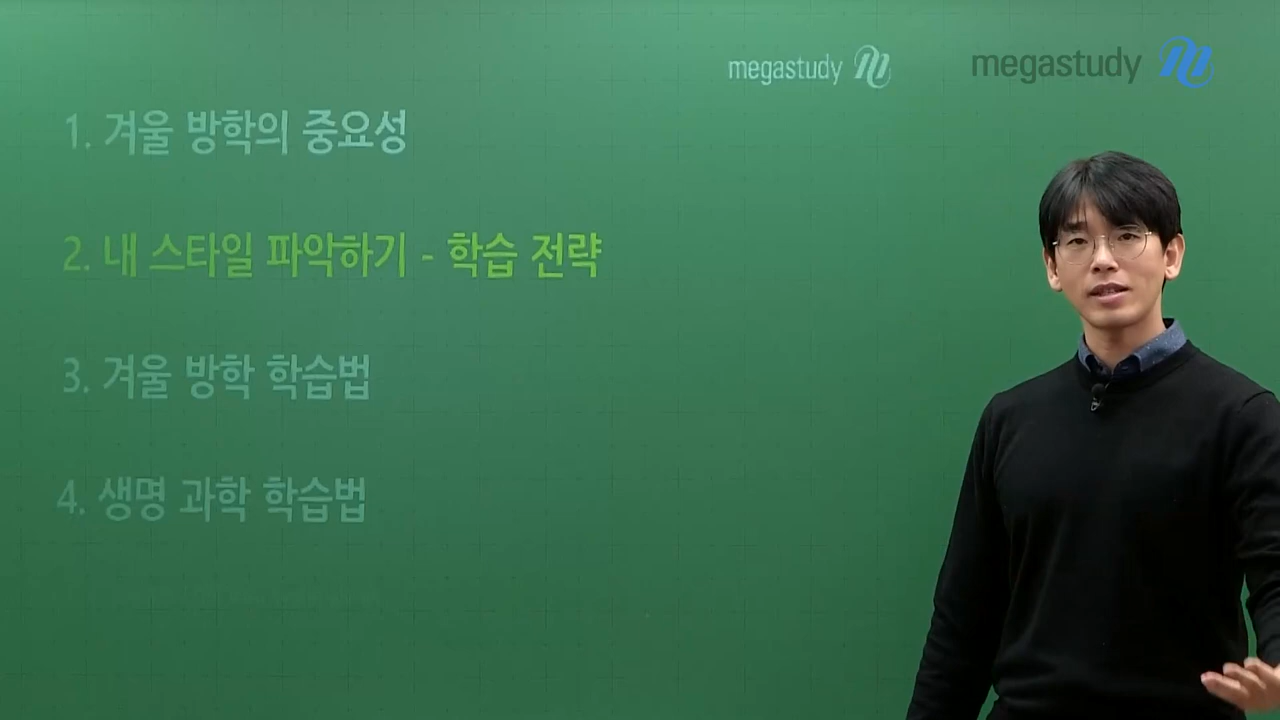 megastudy
megastudy
1. 겨울 방학의 중요성
2. 내 스타일 파악하기 - 학습 전략
3. 겨울 방학 학습법
4. 생명 과학 학습법